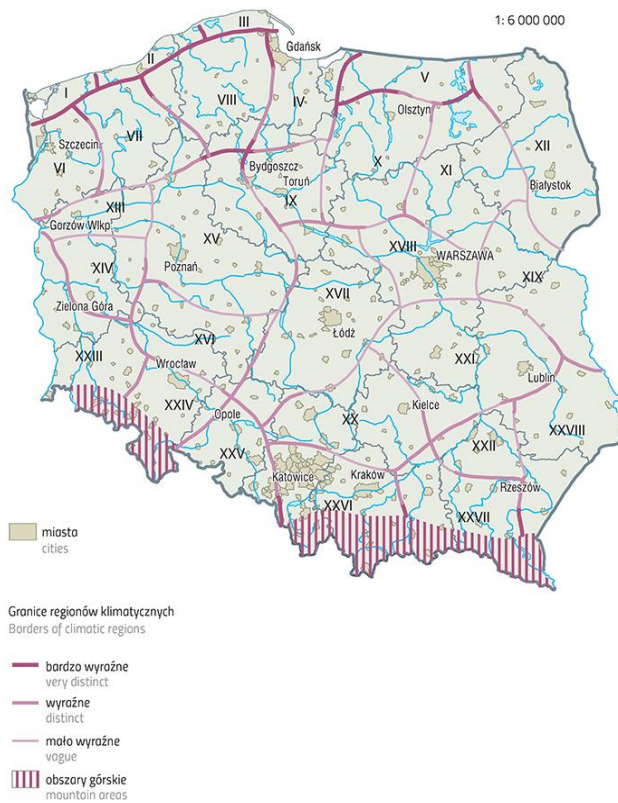 1: 6 000 000
III
Gdańsk
II
I
V
VIII
IV
Olsztyn
VII
Szczecin
XII
VI
Bydgoszcz
X
XI
Toruń
Białystok
IX
XIII
Gorzów Wlkp.
XV
XVIII
Poznań
WARSZAWA
XIV
XIX
XVII
Zielona Góra
Łódź
XVI
XXIII
XXI
Wrocław
Lublin
XXIV
Opole
Kielce
XX
XXVIII
XXII
XXV
Katowice
Kraków
Rzeszów
XXVI
XXVII
miasta
cities
Granice regionów klimatycznych
Borders of climatic regions
bardzo wyraźne
very distinct
wyraźne
distinct
mało wyraźne
vague
obszary górskie
mountain areas